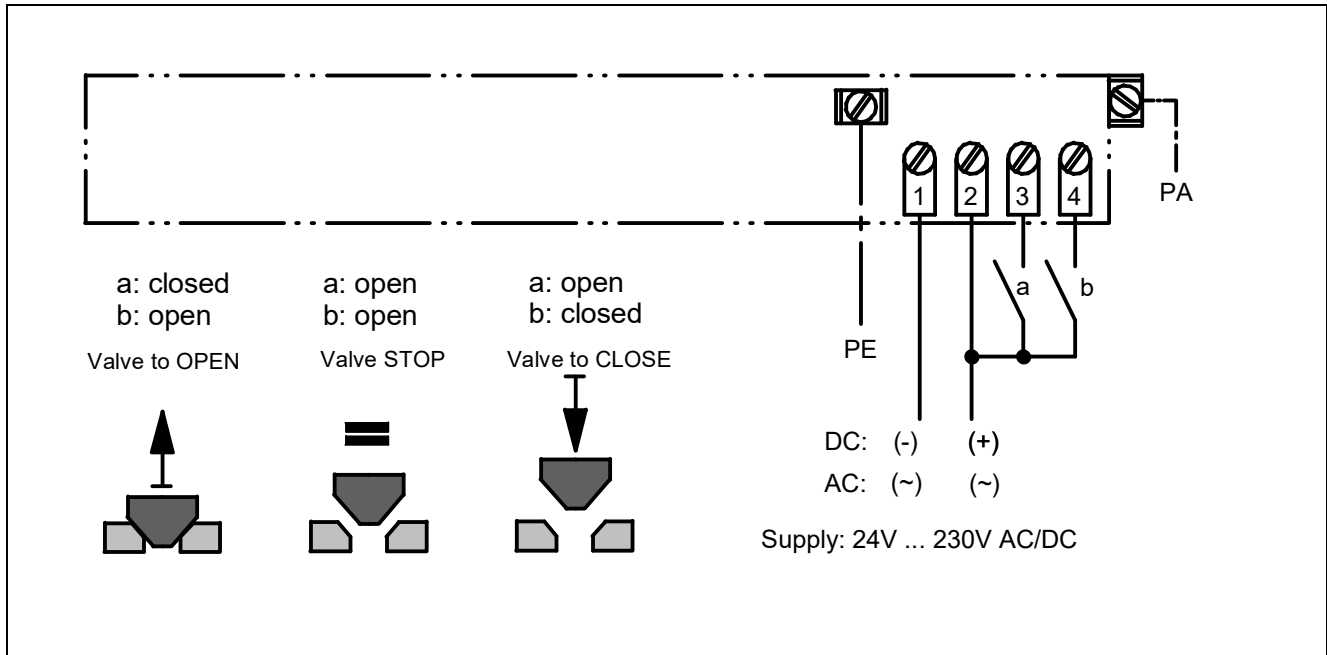 1 2 3 4
PA
a b
PE
a: closed
b: open
Valve to OPEN
a: open
b: open
Valve STOP
a: open
b: closed
Valve to CLOSE
DC: (-) (+)
AC: (~) (~)
Supply: 24V ... 230V AC/DC